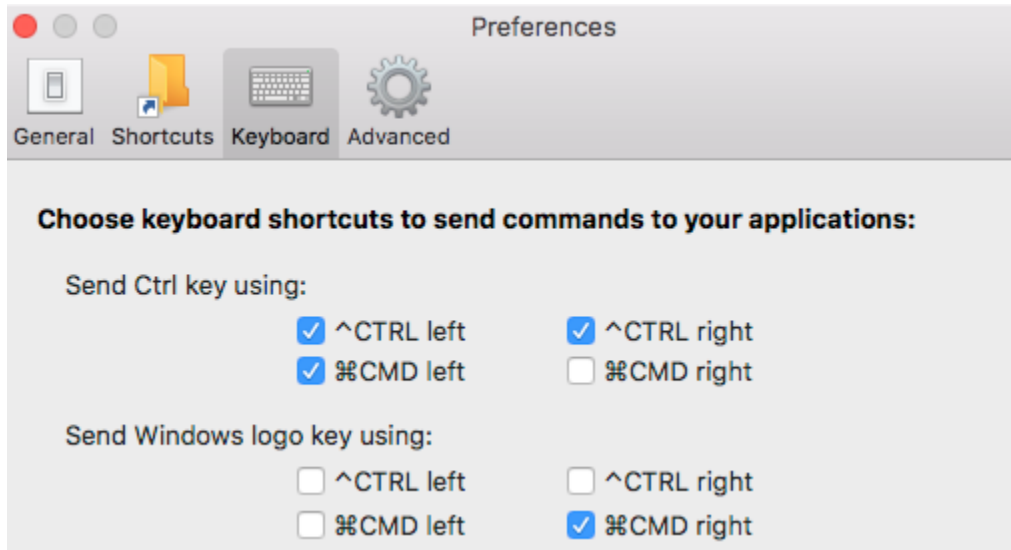 Preferences
General Shortcuts Keyboard Advanced
Choose keyboard shortcuts to send commands to your applications:
Send Ctrl key using:
^CTRL left ^CTRL right
⌘CMD left ⌘CMD right
Send Windows logo key using:
^CTRL left ^CTRL right
⌘CMD left ⌘CMD right